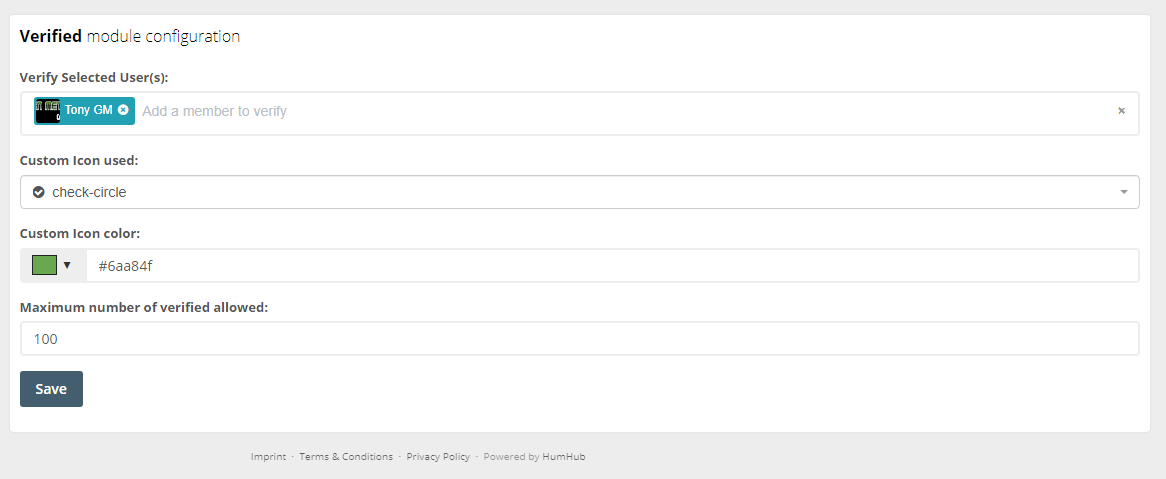 Verified module configuration
Verify Selected User(s):
Tony GM Add a member to verify
Custom Icon used:
check-circle
Custom Icon color:
#6aa84f
Maximum number of verified allowed:
100
Save
Imprint · Terms & Conditions · Privacy Policy · Powered by HumHub